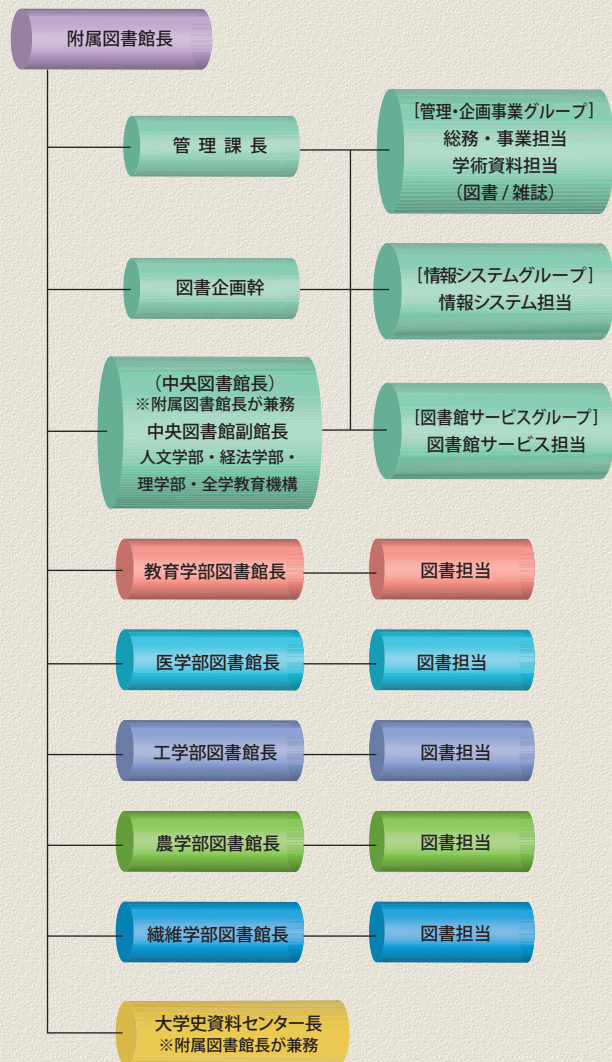 附属図書館長
管理課長
[管理・企画事業グループ]
総務・事業担当
学術資料担当
(図書/雑誌)
図書企画幹
[情報システムグループ]
情報システム担当
(中央図書館長)
※附属図書館長が兼務
中央図書館副館長
人文学部・経法学部・
理学部・全学教育機構
[図書館サービスグループ]
図書館サービス担当
教育学部図書館長
図書担当
医学部図書館長
図書担当
工学部図書館長
図書担当
農学部図書館長
図書担当
繊維学部図書館長
図書担当
大学史資料センター長
※附属図書館長が兼務